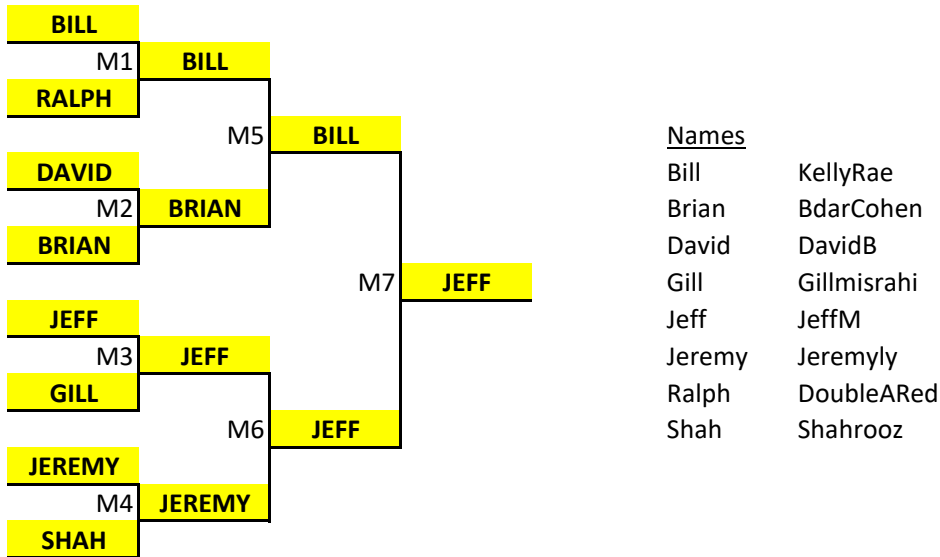 BILL
M1 BILL
RALPH
M5 BILL
DAVID
M2 BRIAN
BRIAN
M7 JEFF
JEFF
M3 JEFF
GILL
M6 JEFF
JEREMY
M4 JEREMY
SHAH
Names
Bill KellyRae
Brian BdarCohen
David DavidB
Gill Gillmisrahi
Jeff JeffM
Jeremy Jeremyly
Ralph DoubleARed
Shah Shahrooz